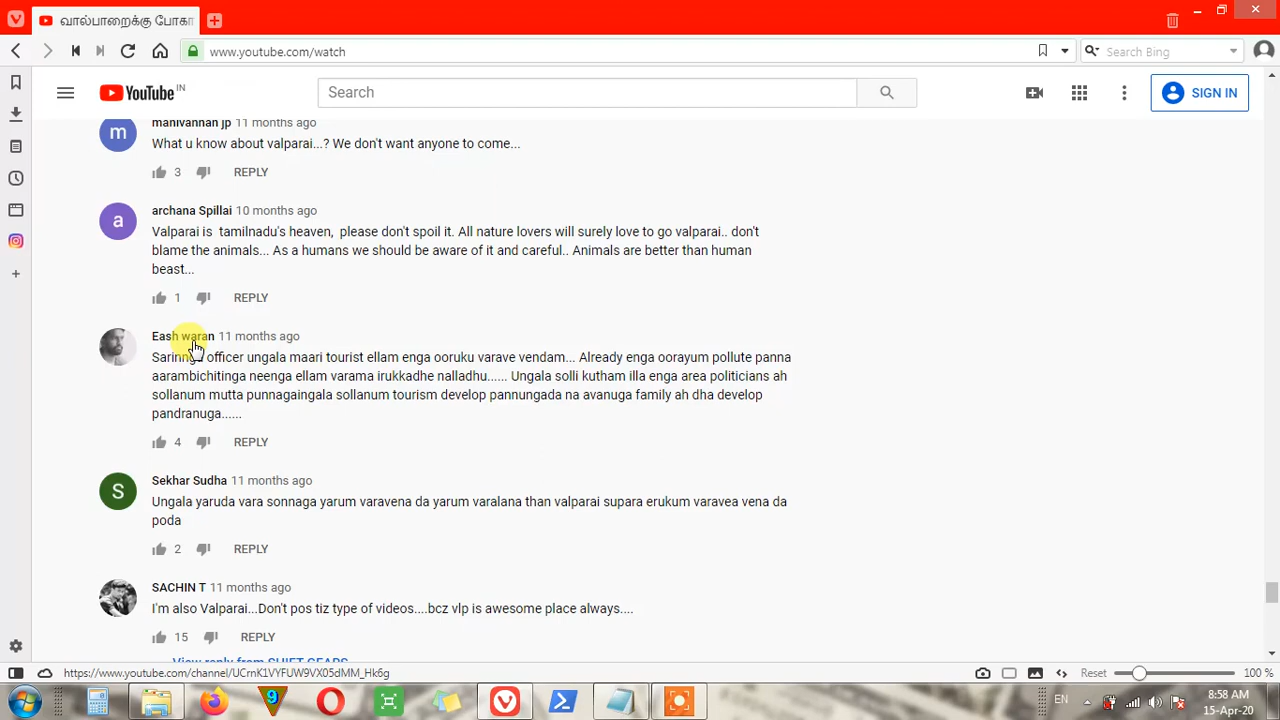 வால்பாறைக்கு போகா
www.youtube.com/watch
Search Bing
YouTube IN
Search
SIGN IN
manivannan jp 11 months ago
What u know about valparai...? We don't want anyone to come...
3 REPLY
archana Spillai 10 months ago
Valparai is tamilnadu's heaven, please don't spoil it. All nature lovers will surely love to go valparai.. don't
blame the animals... As a humans we should be aware of it and careful.. Animals are better than human
beast...
1 REPLY
Eash waran 11 months ago
Saringga officer ungala maari tourist ellam enga ooruku varave vendam... Already enga oorayum pollute panna
aarambichitinga neenga ellam varama irukkadhe nalladhu...... Ungala solli kutham illa enga area politicians ah
sollanum mutta punnagaingala sollanum tourism develop pannungada na avanuga family ah dha develop
pandranuga......
4 REPLY
Sekhar Sudha 11 months ago
Ungala yaruda vara sonnaga yarum varavena da yarum varalana than valparai supara erukum varavea vena da
poda
2 REPLY
SACHIN T 11 months ago
I'm also Valparai...Don't pos tiz type of videos....bcz vlp is awesome place always....
15 REPLY
View reply from SHIFT GEARS
https://www.youtube.com/channel/UCrnK1VYFUW9VX05dMM_Hk6g
Reset 100 %
9
EN
8:58 AM
15-Apr-20